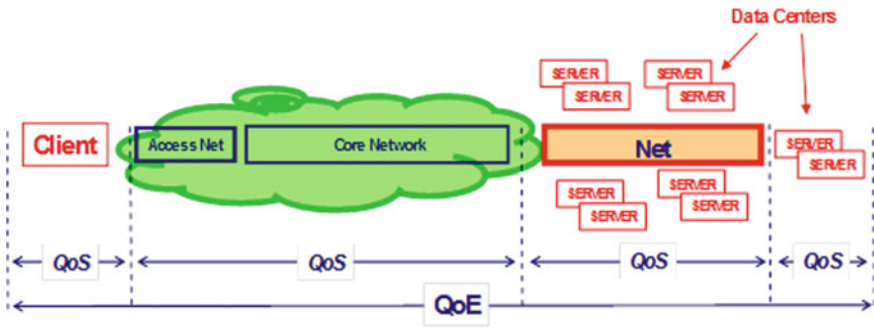 Data Centers
SERVER
SERVER
SERVER
SERVER
Client
Access Net
Core Network
Net
SERVER
SERVER
SERVER
SERVER
SERVER
SERVER
QoS
QoS
QoS
QoS
QoE